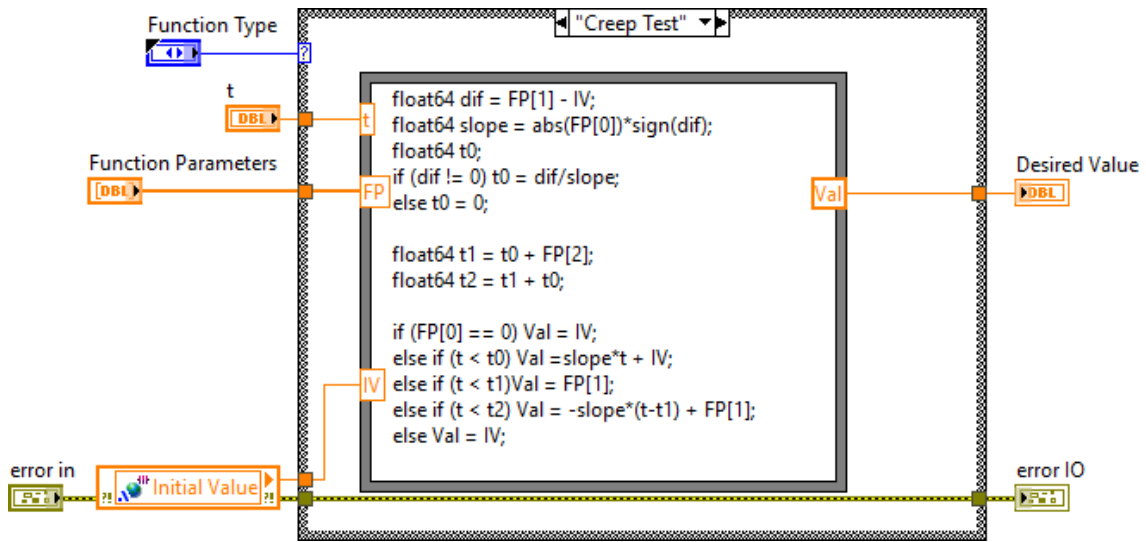 Function Type
"Creep Test"
?
t
DBL
t
Function Parameters
[DBL]
FP
float64 dif = FP[1] - IV;
float64 slope = abs(FP[0])*sign(dif);
float64 t0;
if (dif != 0) t0 = dif/slope;
else t0 = 0;
float64 t1 = t0 + FP[2];
float64 t2 = t1 + t0;
if (FP[0] == 0) Val = IV;
else if (t < t0) Val =slope*t + IV;
else if (t < t1)Val = FP[1];
else if (t < t2) Val = -slope*(t-t1) + FP[1];
else Val = IV;
Val
Desired Value
DBL
IV
error in
?!
Initial Value
?!
error IO